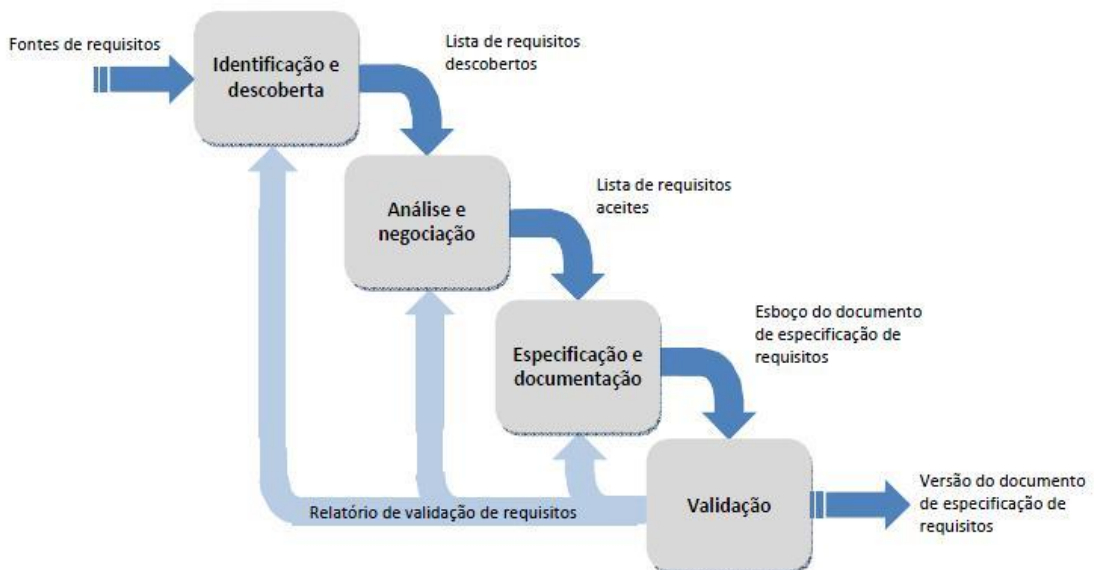 Fontes de requisitos
Identificação e
descoberta
Lista de requisitos
descobertos
Análise e
negociação
Lista de requisitos
aceites
Especificação e
documentação
Esboço do documento
de especificação de
requisitos
Validação
Relatório de validação de requisitos
Versão do documento
de especificação de
requisitos